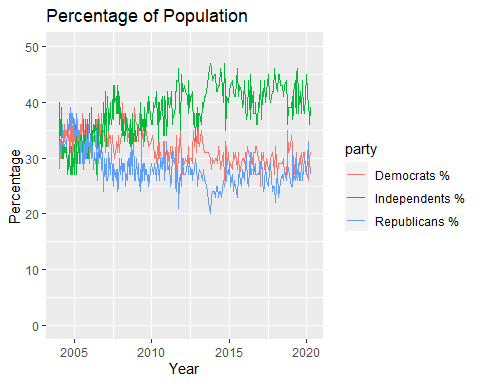 Percentage of Population
50
40
30
20
10
0
Percentage
2005
2010
2015
2020
Year
party
Democrats %
Independents %
Republicans %